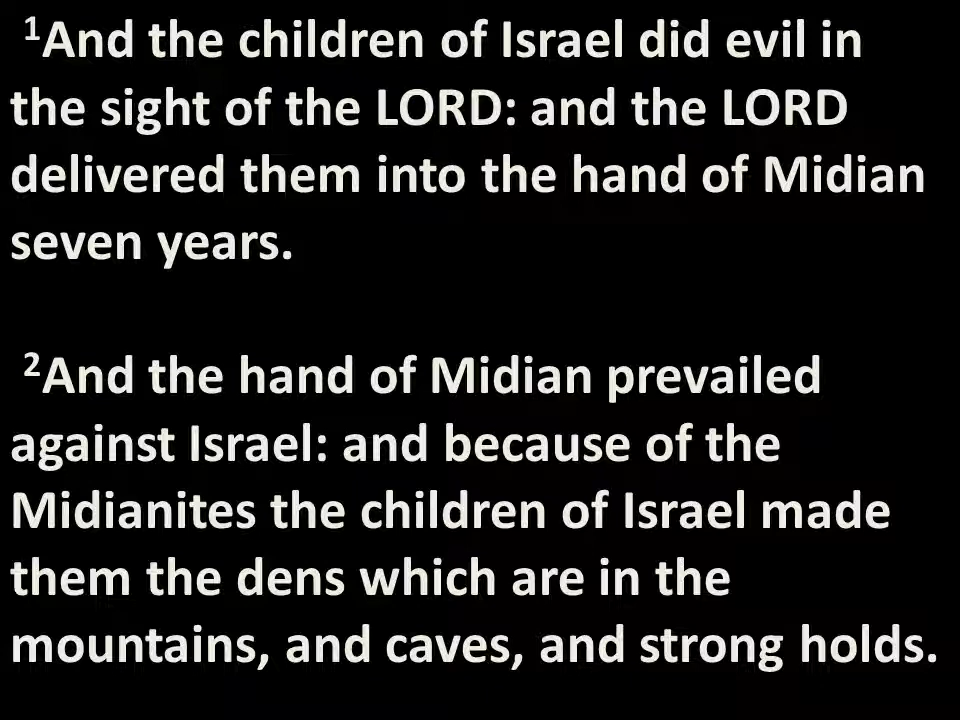 ¹And the children of Israel did evil in
the sight of the LORD: and the LORD
delivered them into the hand of Midian
seven years.
²And the hand of Midian prevailed
against Israel: and because of the
Midianites the children of Israel made
them the dens which are in the
mountains, and caves, and strong holds.